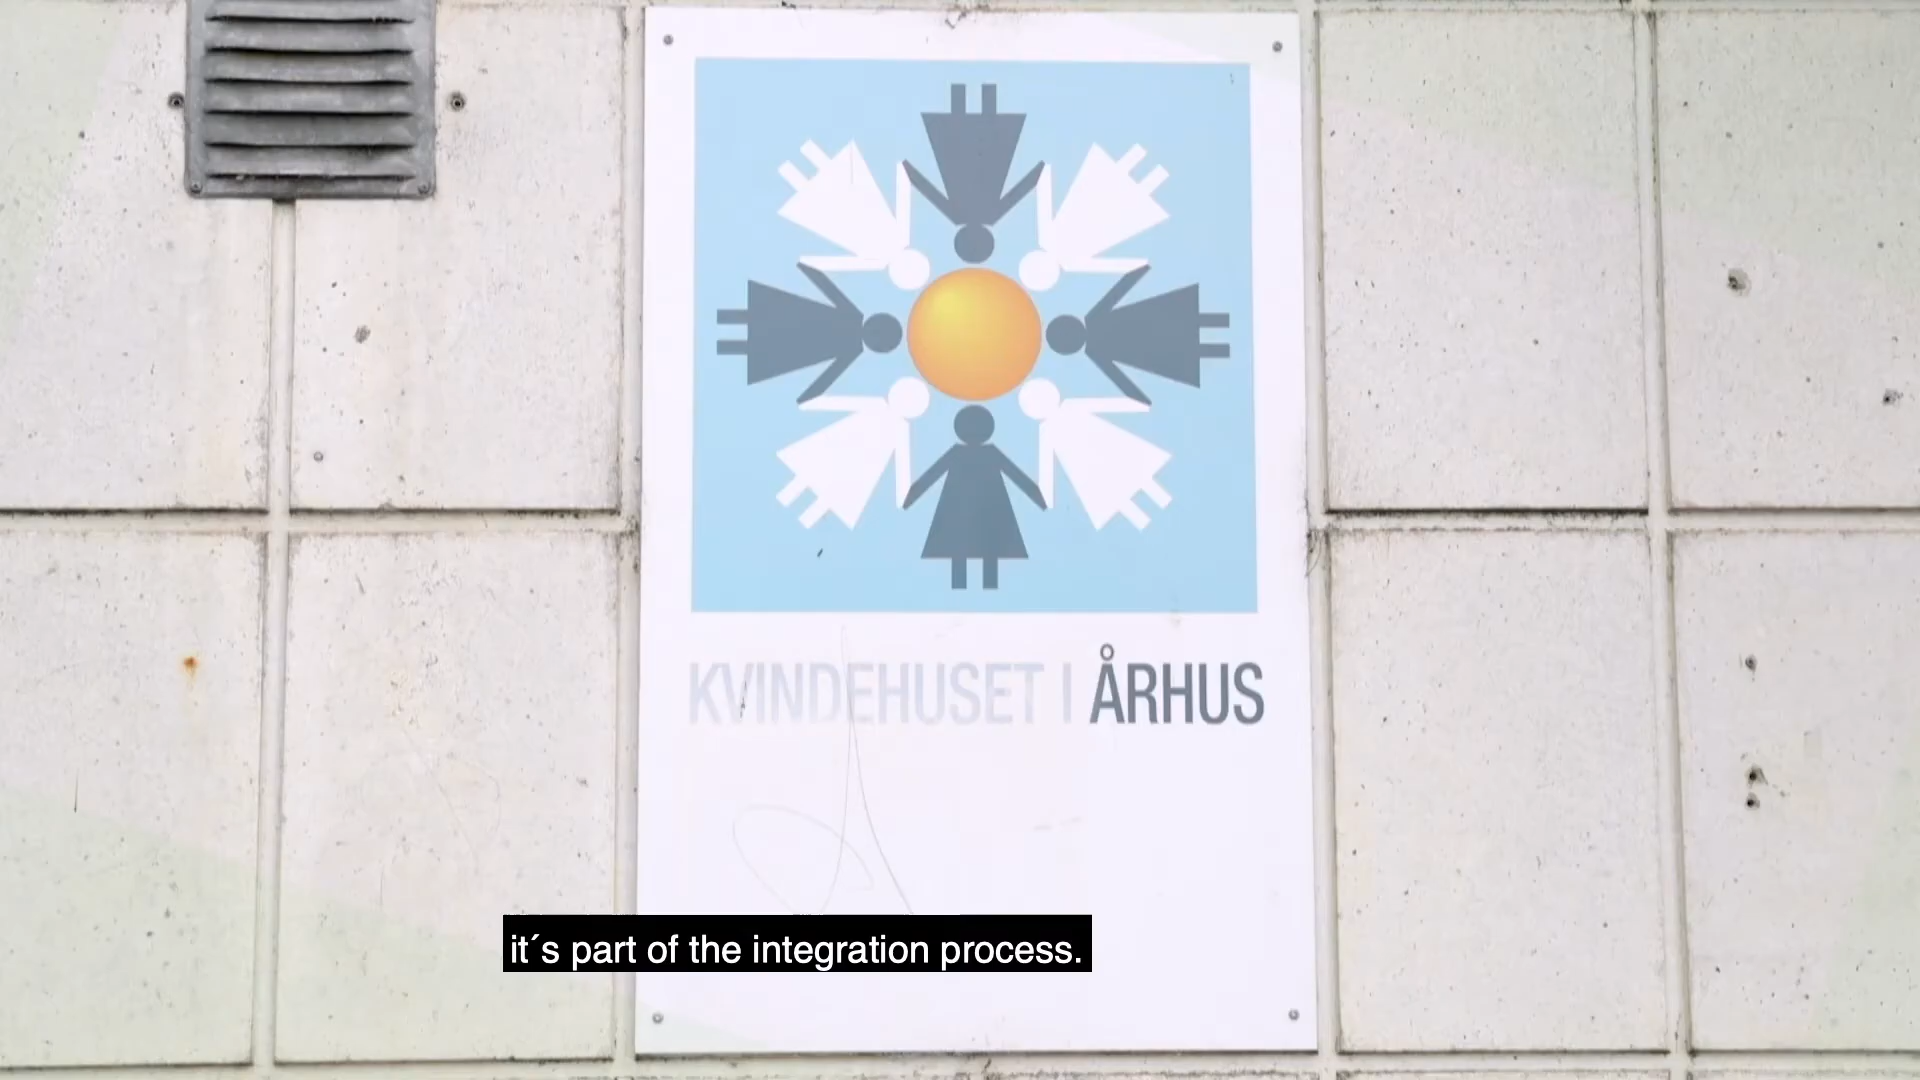 KVINDEHUSET I ÅRHUS
it´s part of the integration process.